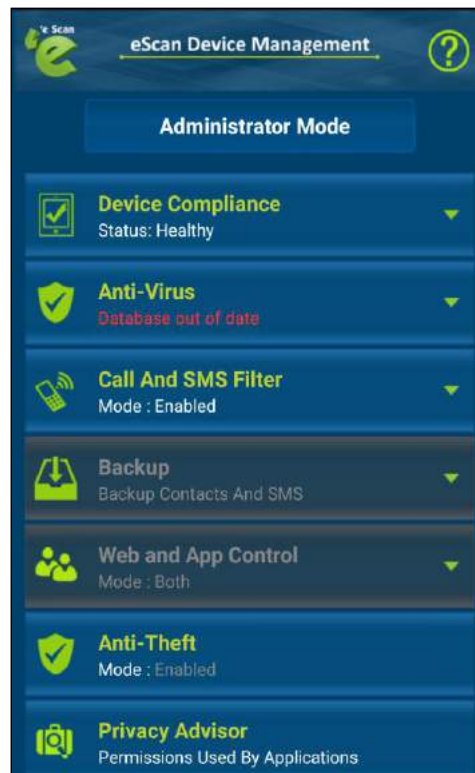 e Scan
eScan Device Management
?
Administrator Mode
Device Compliance
Status: Healthy
Anti-Virus
Database out of date
Call And SMS Filter
Mode : Enabled
Backup
Backup Contacts And SMS
Web and App Control
Mode : Both
Anti-Theft
Mode : Enabled
Privacy Advisor
Permissions Used By Applications